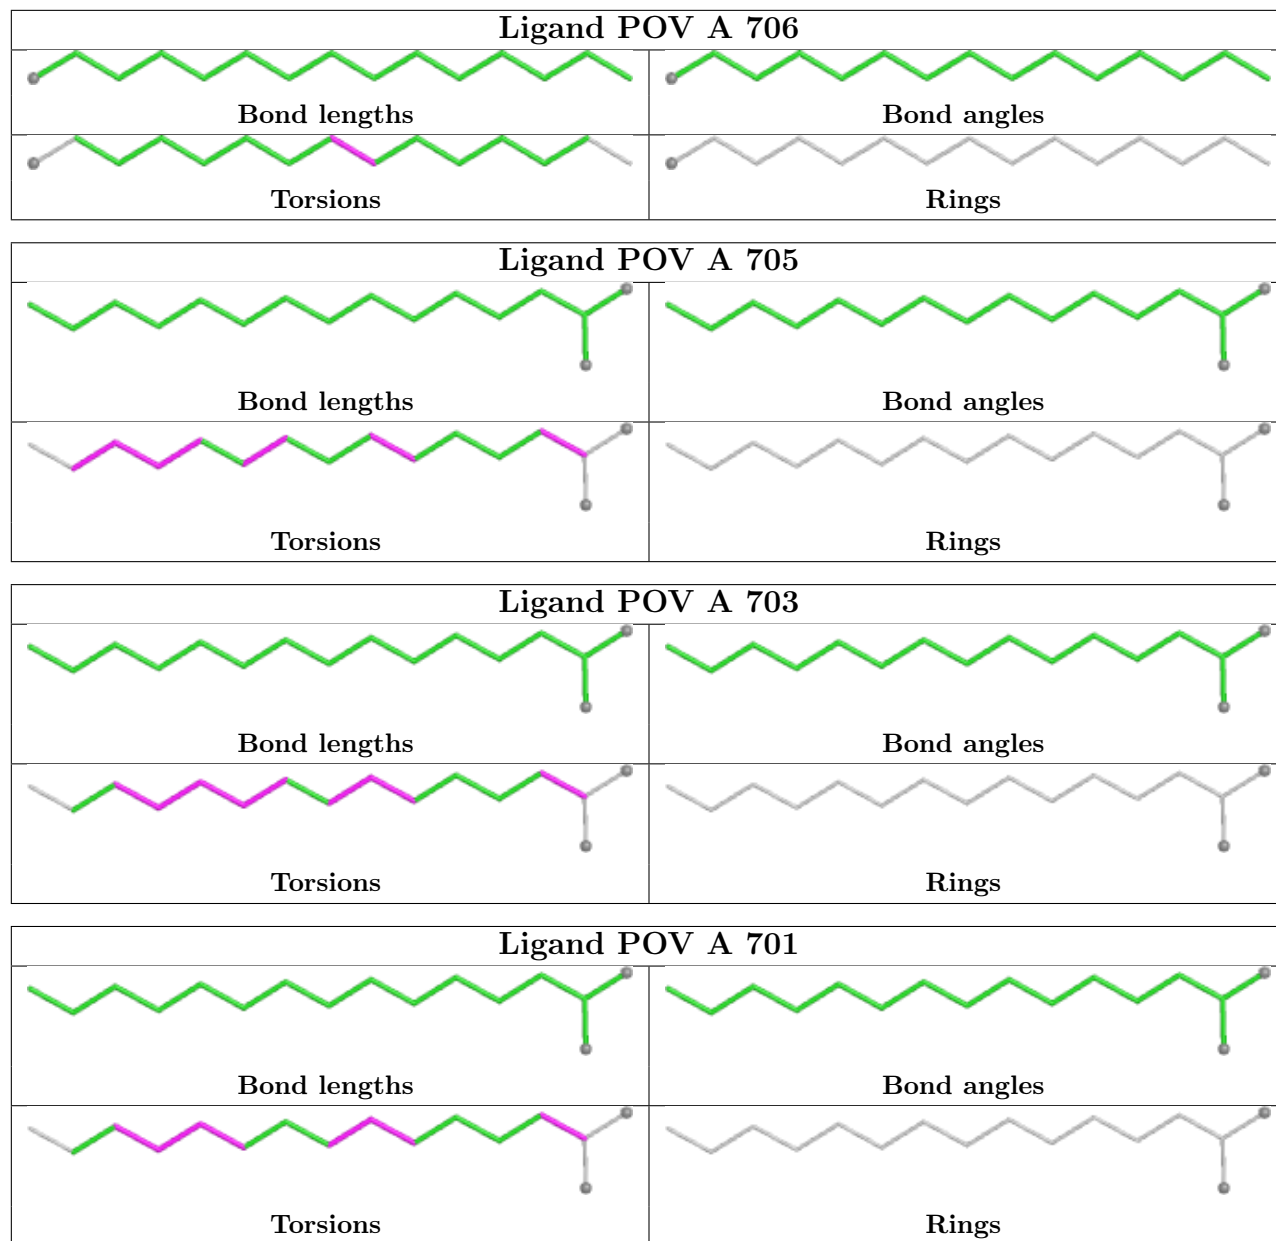 Ligand POV A 706
Bond lengths Bond angles
Torsions Rings
Ligand POV A 705
Bond lengths Bond angles
Torsions Rings
Ligand POV A 703
Bond lengths Bond angles
Torsions Rings
Ligand POV A 701
Bond lengths Bond angles
Torsions Rings